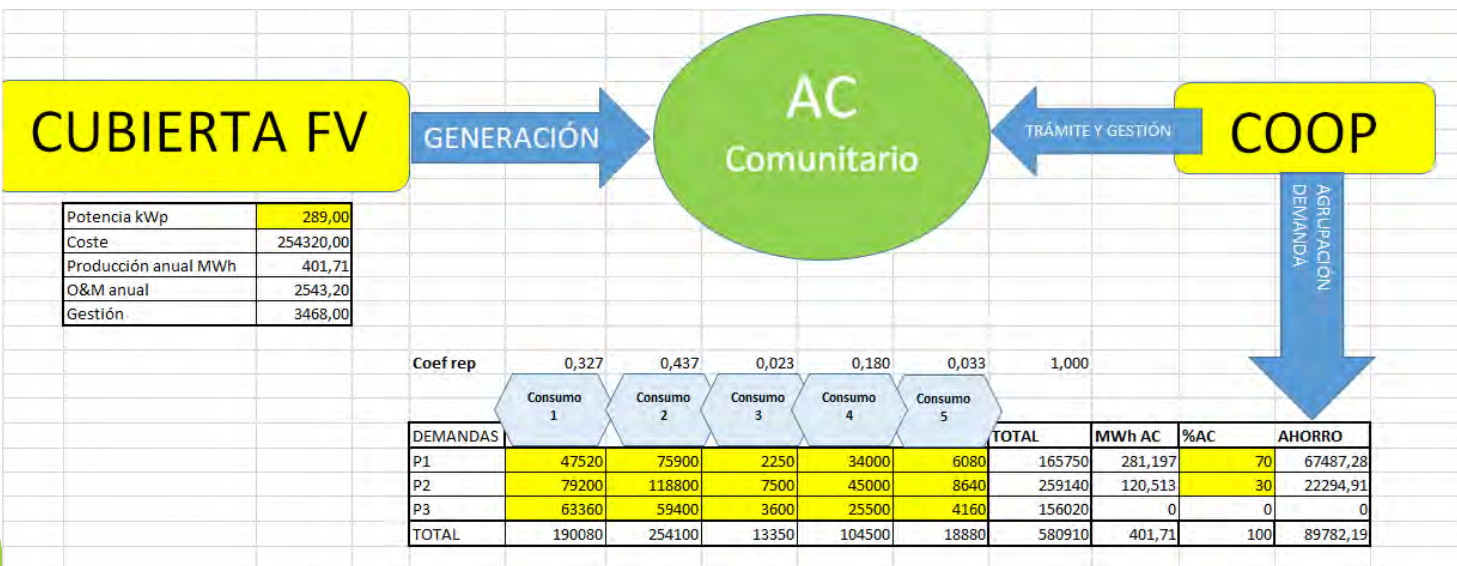 CUBIERTA FV
GENERACIÓN
AC
Comunitario
TRÁMITE Y GESTIÓN
COOP
AGRUPACIÓN
DEMANDA
Potencia kWp 289,00
Coste 254320,00
Producción anual MWh 401,71
O&M anual 2543,20
Gestión 3468,00
Coef rep 0,327 0,437 0,023 0,180 0,033 1,000
Consumo 1 Consumo 2 Consumo 3 Consumo 4 Consumo 5
DEMANDAS TOTAL MWh AC %AC AHORRO
P1 47520 75900 2250 34000 6080 165750 281,197 70 67487,28
P2 79200 118800 7500 45000 8640 259140 120,513 30 22294,91
P3 63360 59400 3600 25500 4160 156020 0 0 0
TOTAL 190080 254100 13350 104500 18880 580910 401,71 100 89782,19